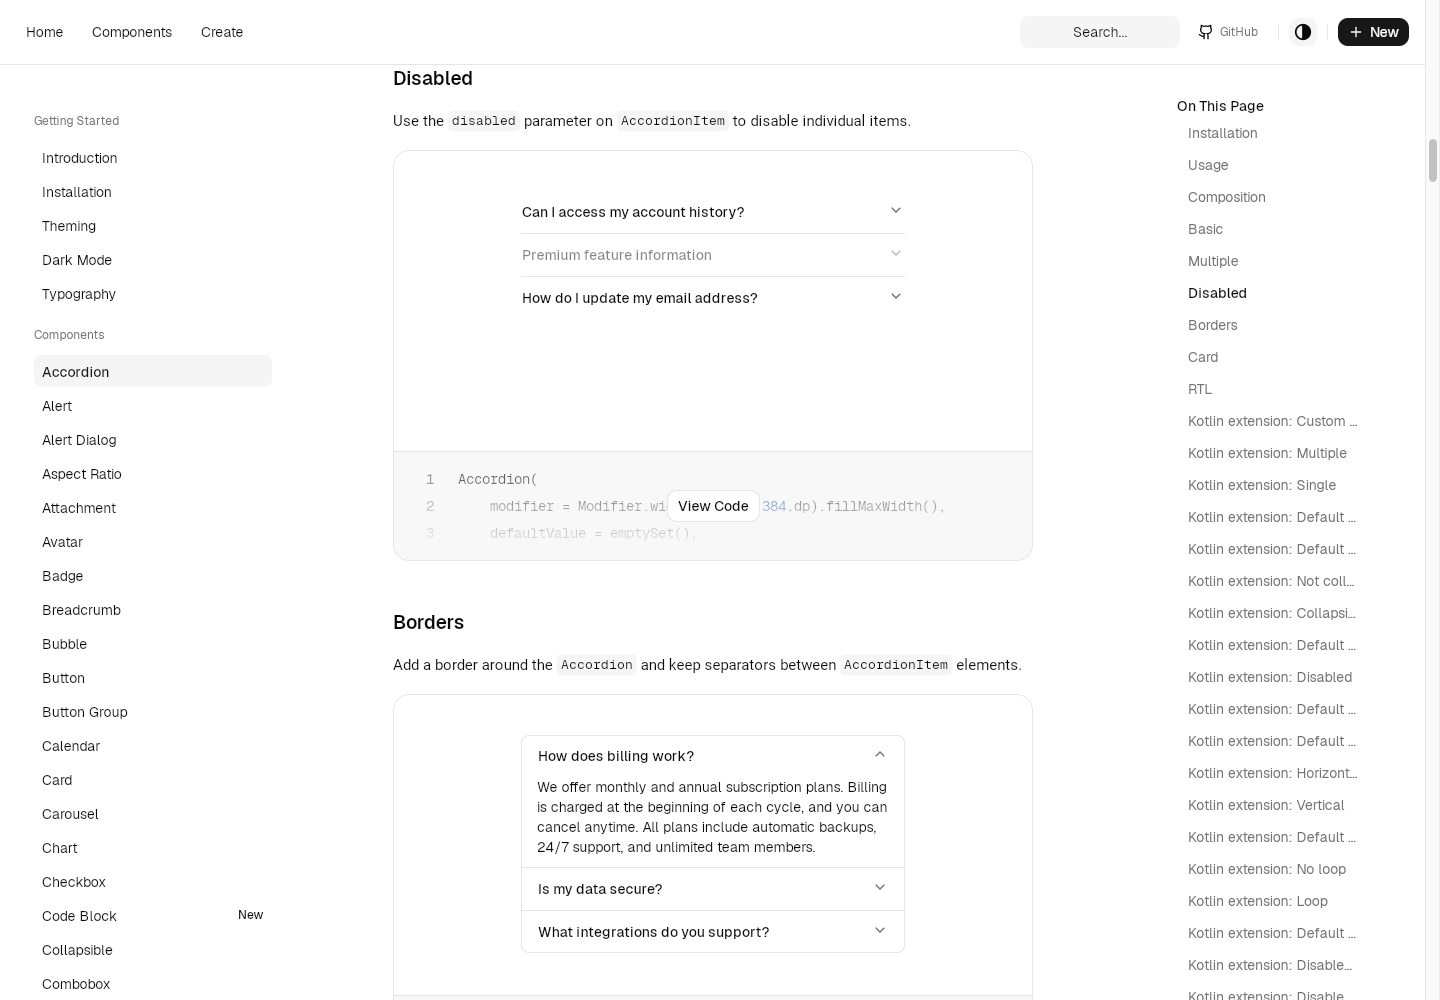 Home
Components
Create
Search...
GitHub
New
Getting Started
Introduction
Installation
Theming
Dark Mode
Typography
Components
Accordion
Alert
Alert Dialog
Aspect Ratio
Attachment
Avatar
Badge
Breadcrumb
Bubble
Button
Button Group
Calendar
Card
Carousel
Chart
Checkbox
Code Block New
Collapsible
Combobox
Disabled
Use the disabled parameter on AccordionItem to disable individual items.
Can I access my account history?
Premium feature information
How do I update my email address?
1 Accordion(
2 modifier = Modifier.wi View Code 384.dp).fillMaxWidth(),
3 defaultValue = emptySet(),
Borders
Add a border around the Accordion and keep separators between AccordionItem elements.
How does billing work?
We offer monthly and annual subscription plans. Billing
is charged at the beginning of each cycle, and you can
cancel anytime. All plans include automatic backups,
24/7 support, and unlimited team members.
Is my data secure?
What integrations do you support?
On This Page
Installation
Usage
Composition
Basic
Multiple
Disabled
Borders
Card
RTL
Kotlin extension: Custom ...
Kotlin extension: Multiple
Kotlin extension: Single
Kotlin extension: Default ...
Kotlin extension: Default ...
Kotlin extension: Not coll...
Kotlin extension: Collapsi...
Kotlin extension: Default ...
Kotlin extension: Disabled
Kotlin extension: Default ...
Kotlin extension: Default ...
Kotlin extension: Horizont...
Kotlin extension: Vertical
Kotlin extension: Default ...
Kotlin extension: No loop
Kotlin extension: Loop
Kotlin extension: Default ...
Kotlin extension: Disable...
Kotlin extension: Disable...